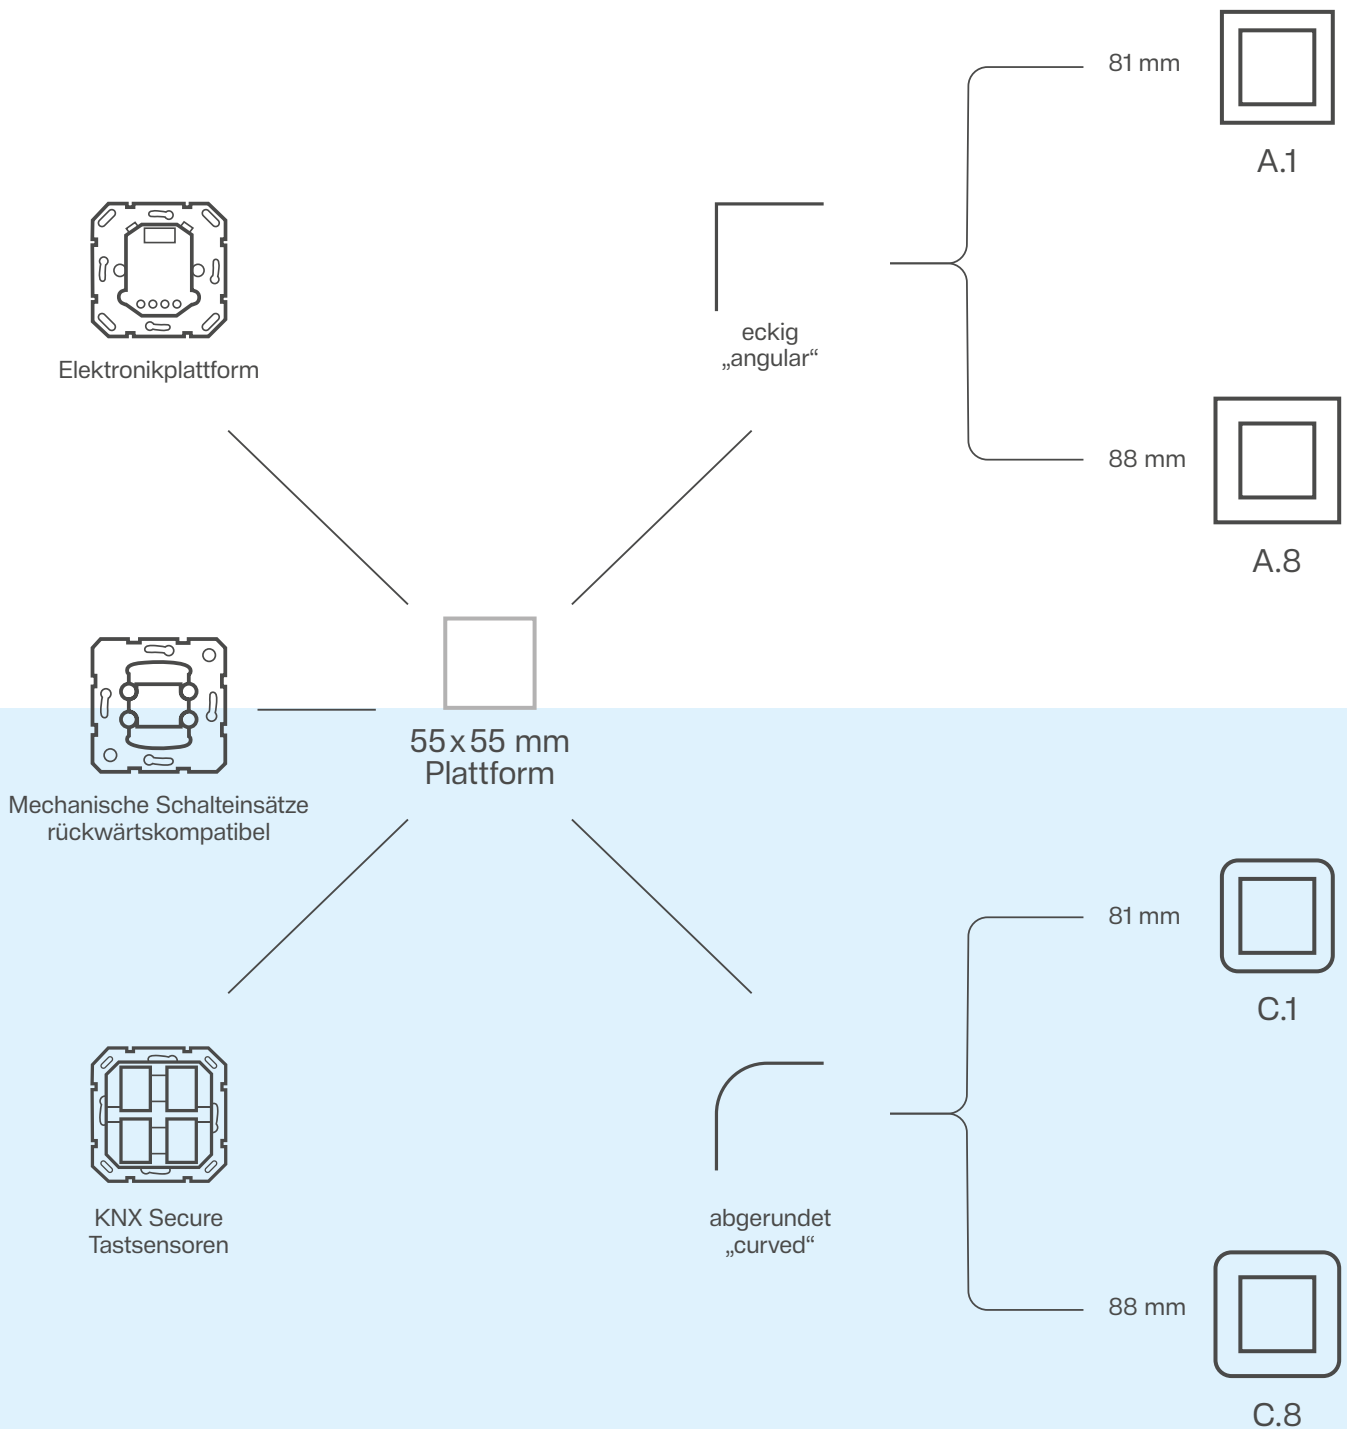 81 mm
A.1
Elektronikplattform
eckig
„angular“
88 mm
A.8
55 x 55 mm
Plattform
Mechanische Schalteinsätze
rückwärtskompatibel
81 mm
C.1
KNX Secure
Tastsensoren
abgerundet
„curved“
88 mm
C.8